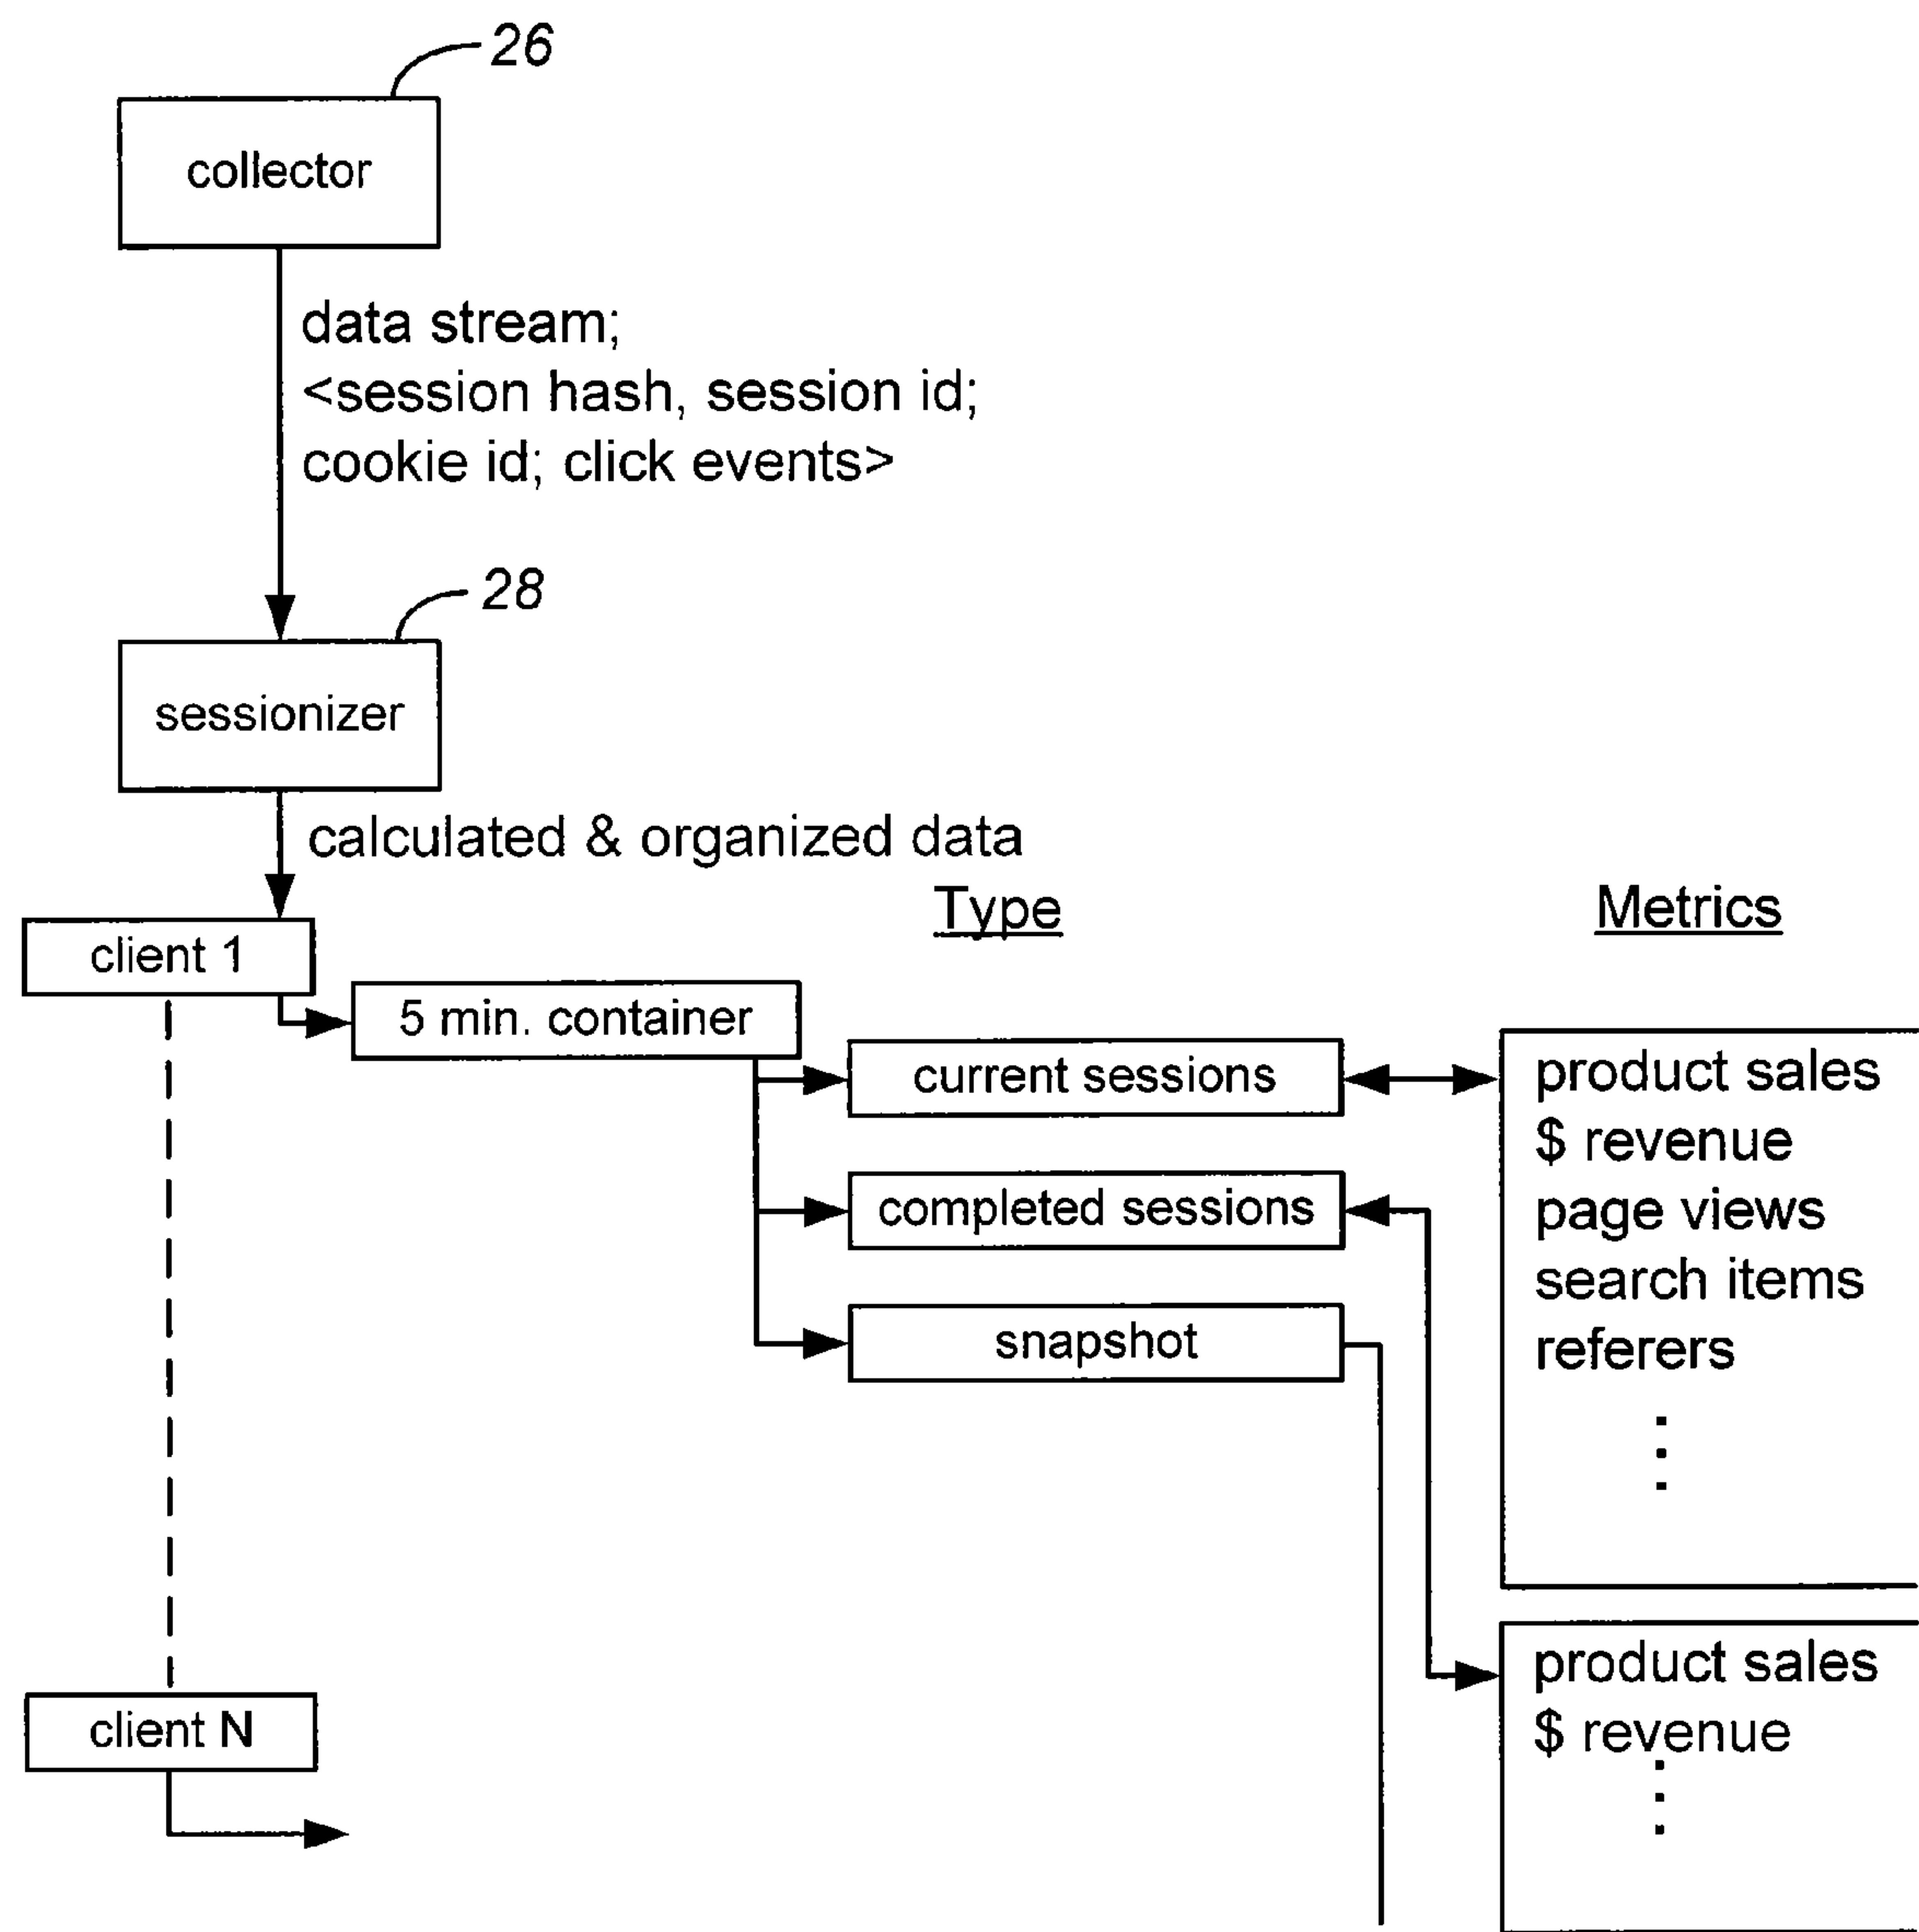 26
collector
data stream;
<session hash, session id;
cookie id; click events>
28
sessionizer
calculated & organized data
Type
Metrics
client 1
5 min. container
current sessions
completed sessions
snapshot
product sales
$ revenue
page views
search items
referers
product sales
$ revenue
client N